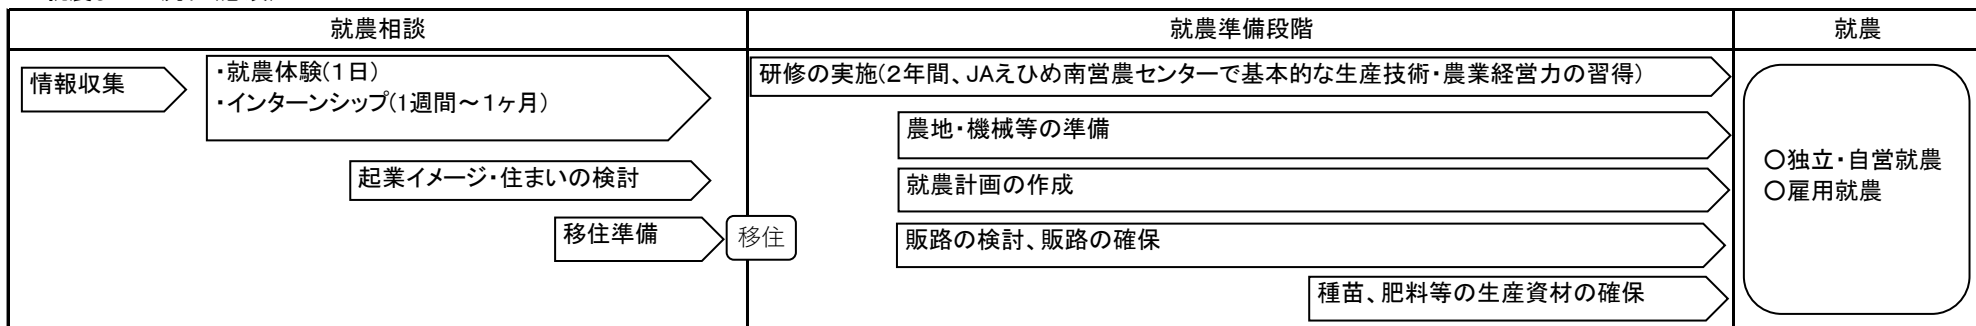 就農相談
就農準備段階
就農
情報収集
・就農体験(1日)
・インターンシップ(1週間～1ヶ月)
起業イメージ・住まいの検討
移住準備
移住
研修の実施(2年間、JAえひめ南営農センターで基本的な生産技術・農業経営力の習得)
農地・機械等の準備
就農計画の作成
販路の検討、販路の確保
種苗、肥料等の生産資材の確保
○独立・自営就農
○雇用就農